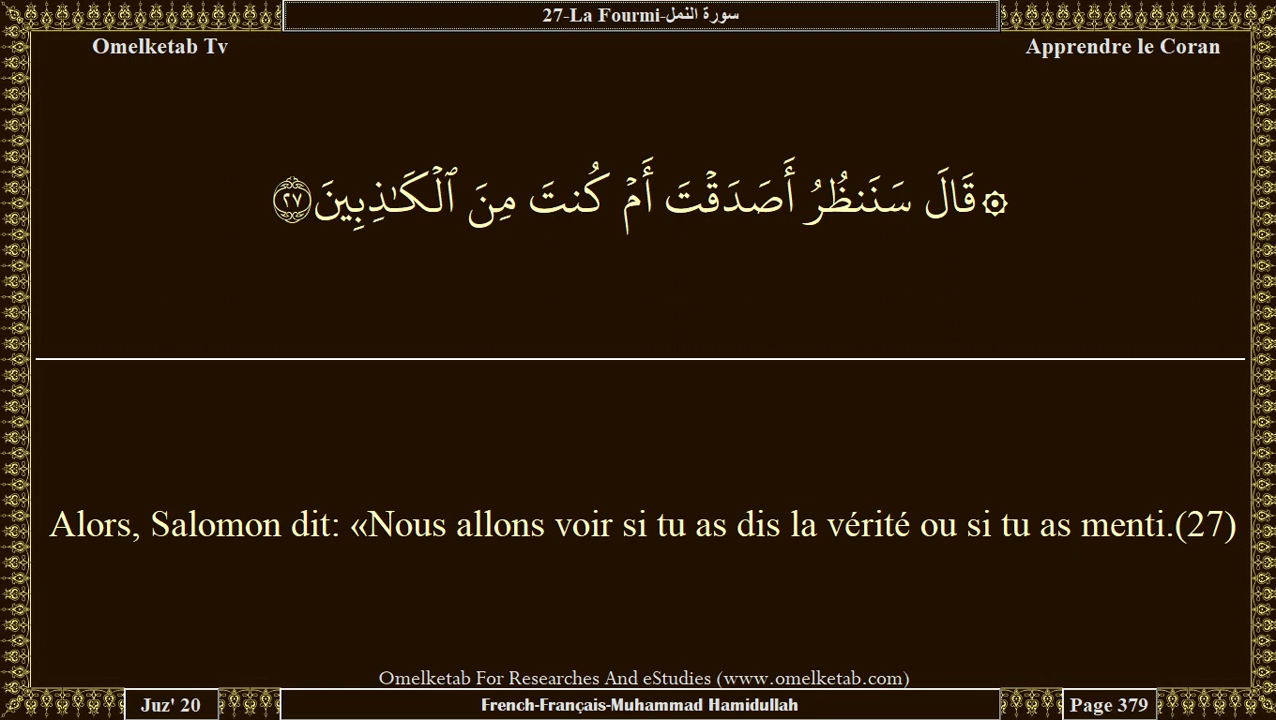 27-La Fourmi-سورة النمل
Omelketab Tv
Apprendre le Coran
۞قَالَ سَنَنظُرُ أَصَدَقۡتَ أَمۡ كُنتَ مِنَ ٱلۡكَـٰذِبِينَ ٢٧
Alors, Salomon dit: «Nous allons voir si tu as dis la vérité ou si tu as menti.(27)
Omelketab For Researches And eStudies (www.omelketab.com)
Juz' 20
French-Français-Muhammad Hamidullah
Page 379